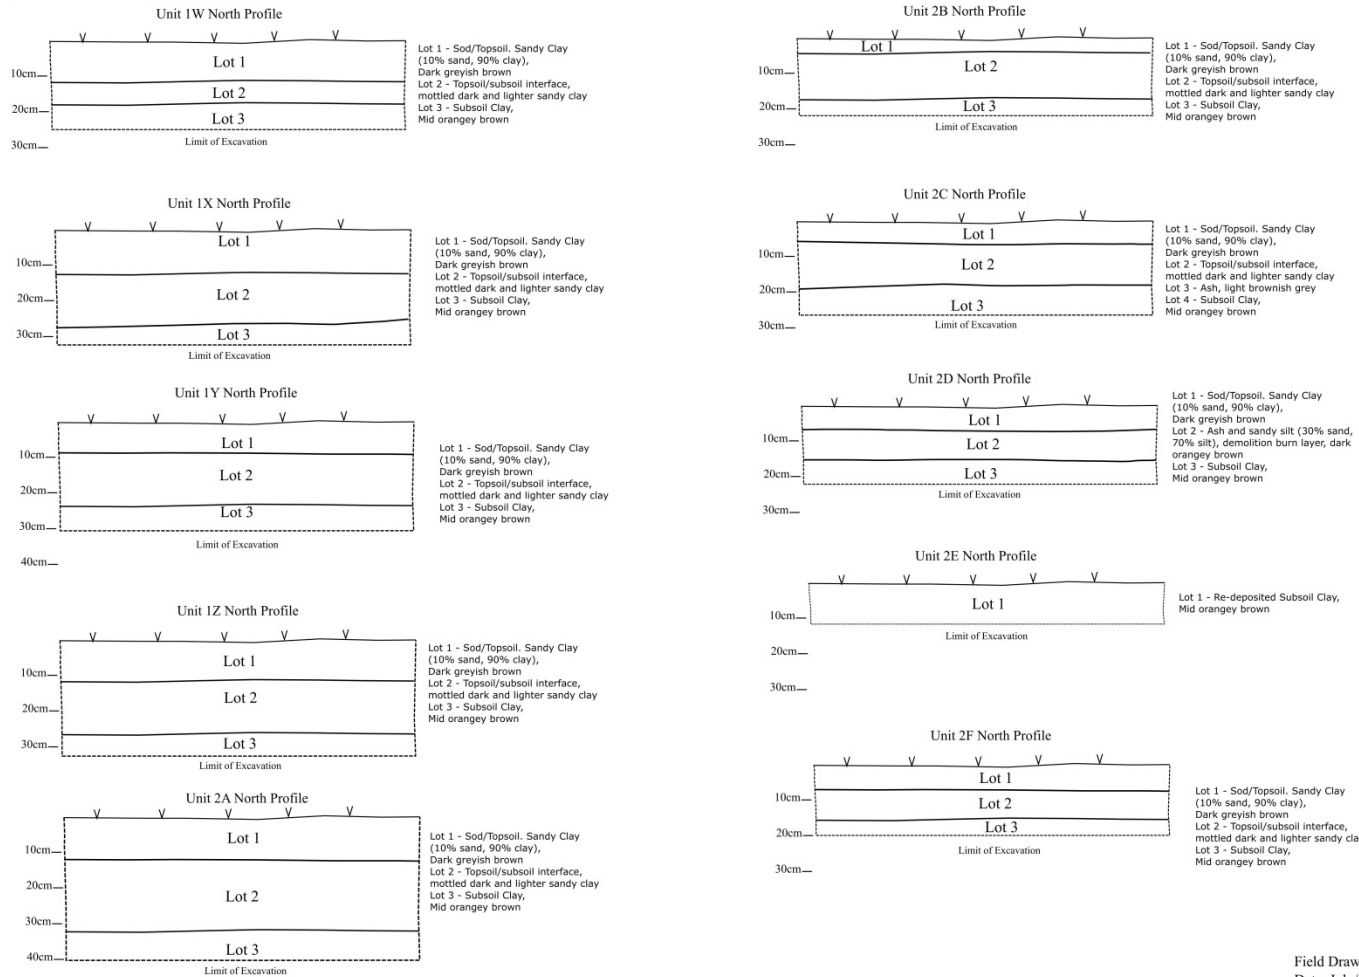 Unit 1W North Profile
Lot 1
10cm
Lot 2
20cm
Lot 3
Limit of Excavation
30cm
Lot 1 - Sod/Topsoil. Sandy Clay
(10% sand, 90% clay),
Dark greyish brown
Lot 2 - Topsoil/subsoil interface,
mottled dark and lighter sandy clay
Lot 3 - Subsoil Clay,
Mid orangey brown
Unit 1X North Profile
Lot 1
10cm
Lot 2
20cm
30cm
Lot 3
Limit of Excavation
Lot 1 - Sod/Topsoil. Sandy Clay
(10% sand, 90% clay),
Dark greyish brown
Lot 2 - Topsoil/subsoil interface,
mottled dark and lighter sandy clay
Lot 3 - Subsoil Clay,
Mid orangey brown
Unit 1Y North Profile
Lot 1
10cm
Lot 2
20cm
Lot 3
30cm
Limit of Excavation
40cm
Lot 1 - Sod/Topsoil. Sandy Clay
(10% sand, 90% clay),
Dark greyish brown
Lot 2 - Topsoil/subsoil interface,
mottled dark and lighter sandy clay
Lot 3 - Subsoil Clay,
Mid orangey brown
Unit 1Z North Profile
Lot 1
10cm
Lot 2
20cm
Lot 3
30cm
Limit of Excavation
Lot 1 - Sod/Topsoil. Sandy Clay
(10% sand, 90% clay),
Dark greyish brown
Lot 2 - Topsoil/subsoil interface,
mottled dark and lighter sandy clay
Lot 3 - Subsoil Clay,
Mid orangey brown
Unit 2A North Profile
Lot 1
10cm
20cm
Lot 2
30cm
Lot 3
40cm
Limit of Excavation
Lot 1 - Sod/Topsoil. Sandy Clay
(10% sand, 90% clay),
Dark greyish brown
Lot 2 - Topsoil/subsoil interface,
mottled dark and lighter sandy clay
Lot 3 - Subsoil Clay,
Mid orangey brown
Unit 2B North Profile
Lot 1
Lot 2
10cm
20cm
Lot 3
Limit of Excavation
30cm
Lot 1 - Sod/Topsoil. Sandy Clay
(10% sand, 90% clay),
Dark greyish brown
Lot 2 - Topsoil/subsoil interface,
mottled dark and lighter sandy clay
Lot 3 - Subsoil Clay,
Mid orangey brown
Unit 2C North Profile
Lot 1
10cm
Lot 2
20cm
Lot 3
Limit of Excavation
30cm
Lot 1 - Sod/Topsoil. Sandy Clay
(10% sand, 90% clay),
Dark greyish brown
Lot 2 - Topsoil/subsoil interface,
mottled dark and lighter sandy clay
Lot 3 - Ash, light brownish grey
Lot 4 - Subsoil Clay,
Mid orangey brown
Unit 2D North Profile
Lot 1
10cm
Lot 2
20cm
Lot 3
Limit of Excavation
30cm
Lot 1 - Sod/Topsoil. Sandy Clay
(10% sand, 90% clay),
Dark greyish brown
Lot 2 - Ash and sandy silt (30% sand,
70% silt), demolition burn layer, dark
orangey brown
Lot 3 - Subsoil Clay,
Mid orangey brown
Unit 2E North Profile
Lot 1
10cm
Limit of Excavation
20cm
30cm
Lot 1 - Re-deposited Subsoil Clay,
Mid orangey brown
Unit 2F North Profile
Lot 1
10cm
Lot 2
20cm
Lot 3
Limit of Excavation
30cm
Lot 1 - Sod/Topsoil. Sandy Clay
(10% sand, 90% clay),
Dark greyish brown
Lot 2 - Topsoil/subsoil interface,
mottled dark and lighter sandy cla
Lot 3 - Subsoil Clay,
Mid orangey brown
Field Draw